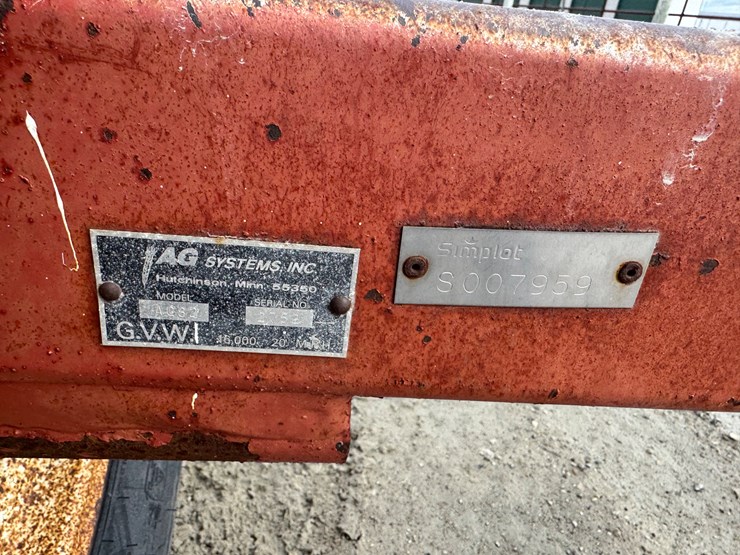 AG SYSTEMS, INC.
Hutchinson, Minn. 55350
MODEL SERIAL NO.
G.V.W. 16,000 20 M.P.H.
Simplot
S007959